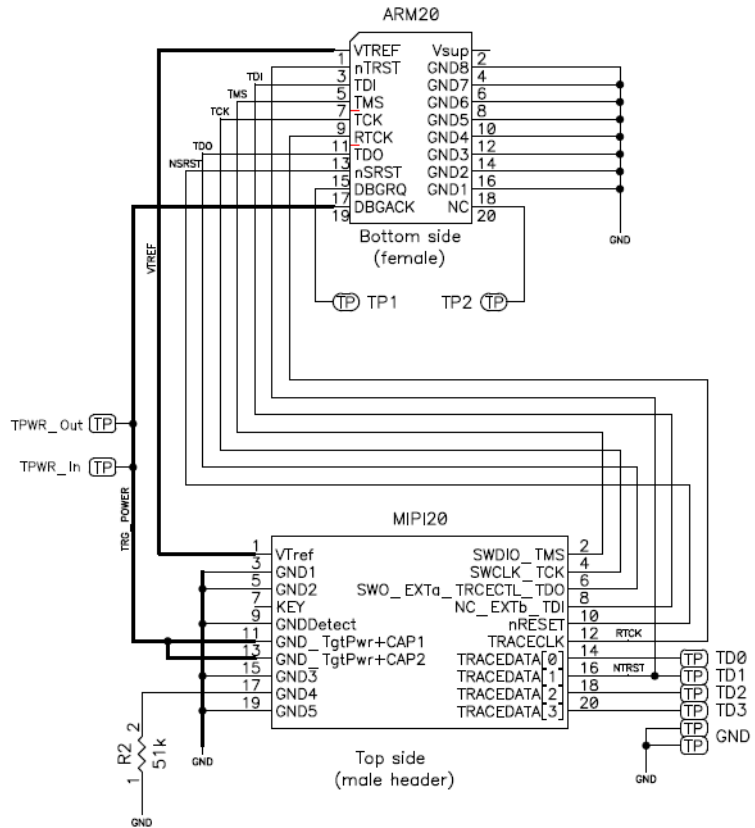 ARM20
VTREF Vsup
1 2
nTRST GND8
3 4
TDI GND7
5 6
TMS GND6
7 8
TCK GND5
9 10
RTCK GND4
11 12
TDO GND3
13 14
nSRST GND2
15 16
DBGRQ GND1
17 18
DBGACK NC
19 20
TDI
TMS
TCK
TDO
NSRST
VTREF
GND
Bottom side
(female)
TP TP1
TP2 TP
TPWR_Out TP
TPWR_In TP
TRG_POWER
MIPI20
1 VTref SWDIO_TMS 2
3 GND1 SWCLK_TCK 4
5 GND2 SWO_EXTa_TRCECTL_TDO 6
7 KEY NC_EXTb_TDI 8
9 GNDDetect nRESET 10
11 GND_TgtPwr+CAP1 TRACECLK 12 RTCK
13 GND_TgtPwr+CAP2 TRACEDATA[0] 14 TP TD0
15 GND3 TRACEDATA[1] 16 NTRST TP TD1
17 GND4 TRACEDATA[2] 18 TP TD2
19 GND5 TRACEDATA[3] 20 TP TD3
TP
GND
TP
GND
GND
2
R2
51k
1
GND
Top side
(male header)